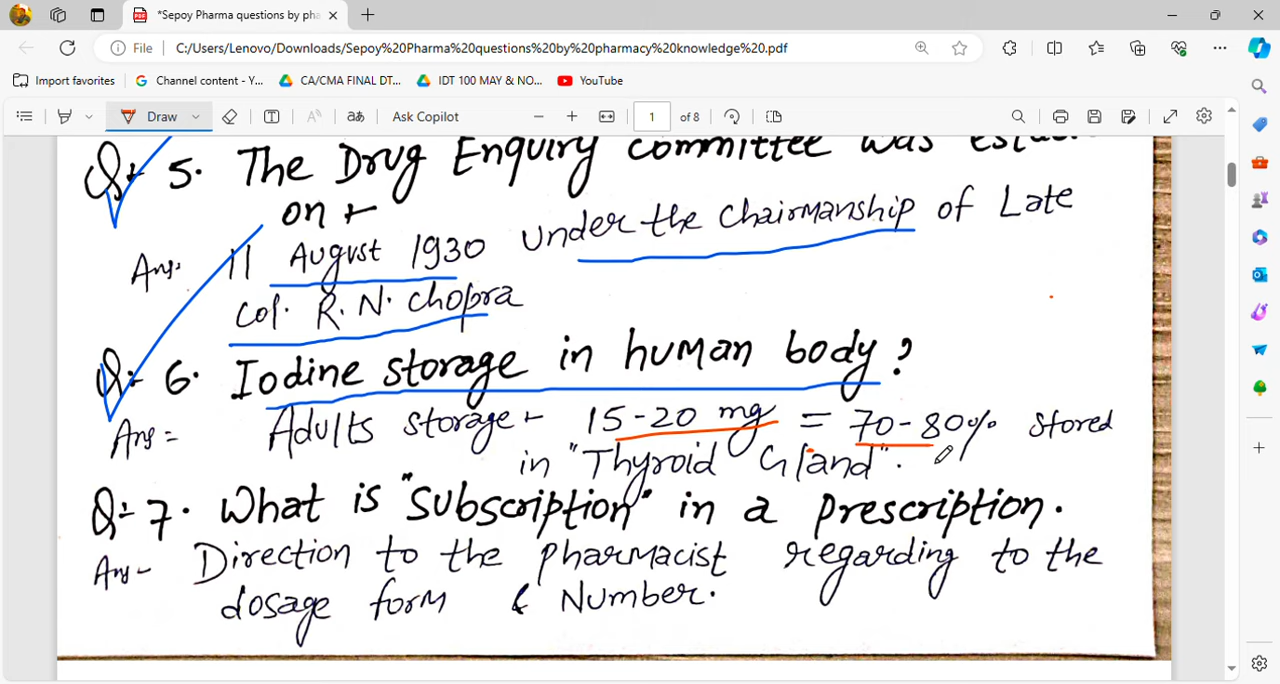 *Sepoy Pharma questions by pha
File C:/Users/Lenovo/Downloads/Sepoy%20Pharma%20questions%20by%20pharmacy%20knowledge%20.pdf
Import favorites Channel content - Y... CA/CMA FINAL DT... IDT 100 MAY & NO... YouTube
Draw Ask Copilot 1 of 8
Q:- 5. The Drug Enquiry committee was
on :-
Ans:- 11 August 1930 under the Chairmanship of Late
Col. R.N. Chopra
Q:- 6. Iodine storage in human body?
Ans = Adults storage :- 15-20 mg = 70-80% stored
in "Thyroid Gland".
Q:- 7. What is "Subscription" in a prescription.
Ans - Direction to the pharmacist regarding to the
dosage form & Number.